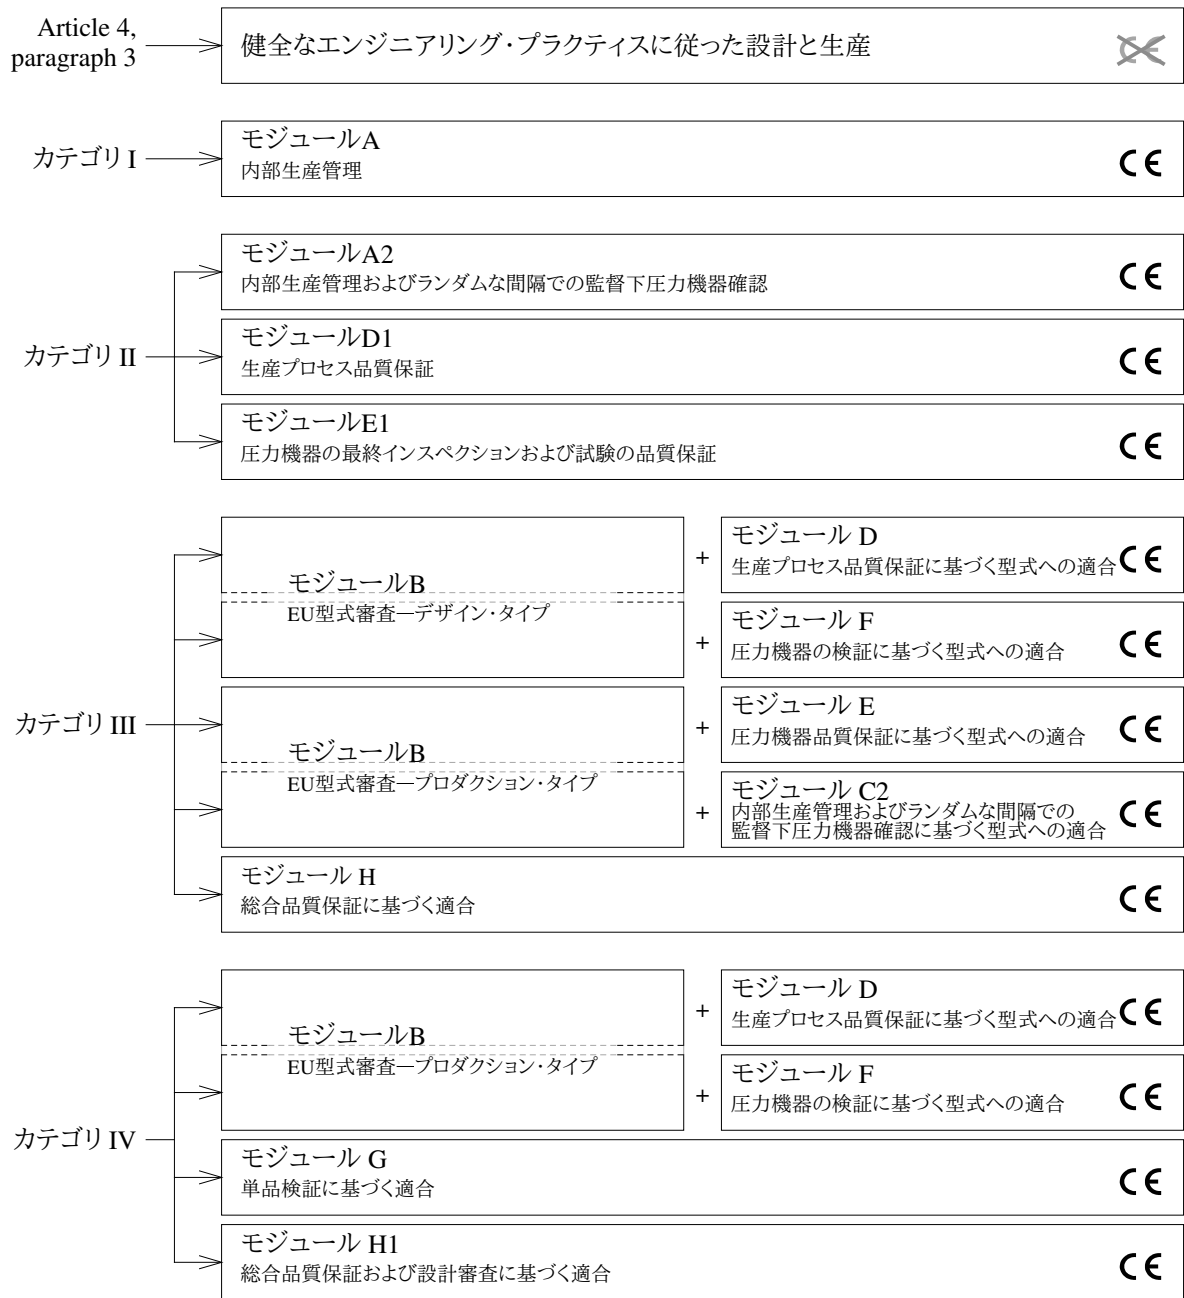 Article 4,
paragraph 3
健全なエンジニアリング・プラクティスに従った設計と生産
CE
カテゴリ I
モジュールA
内部生産管理
CE
カテゴリ II
モジュールA2
内部生産管理およびランダムな間隔での監督下圧力機器確認
CE
モジュールD1
生産プロセス品質保証
CE
モジュールE1
圧力機器の最終インスペクションおよび試験の品質保証
CE
カテゴリ III
モジュールB
EU型式審査―デザイン・タイプ
+
モジュール D
生産プロセス品質保証に基づく型式への適合
CE
+
モジュール F
圧力機器の検証に基づく型式への適合
CE
モジュールB
EU型式審査―プロダクション・タイプ
+
モジュール E
圧力機器品質保証に基づく型式への適合
CE
+
モジュール C2
内部生産管理およびランダムな間隔での
監督下圧力機器確認に基づく型式への適合
CE
モジュール H
総合品質保証に基づく適合
CE
カテゴリ IV
モジュールB
EU型式審査―プロダクション・タイプ
+
モジュール D
生産プロセス品質保証に基づく型式への適合
CE
+
モジュール F
圧力機器の検証に基づく型式への適合
CE
モジュール G
単品検証に基づく適合
CE
モジュール H1
総合品質保証および設計審査に基づく適合
CE